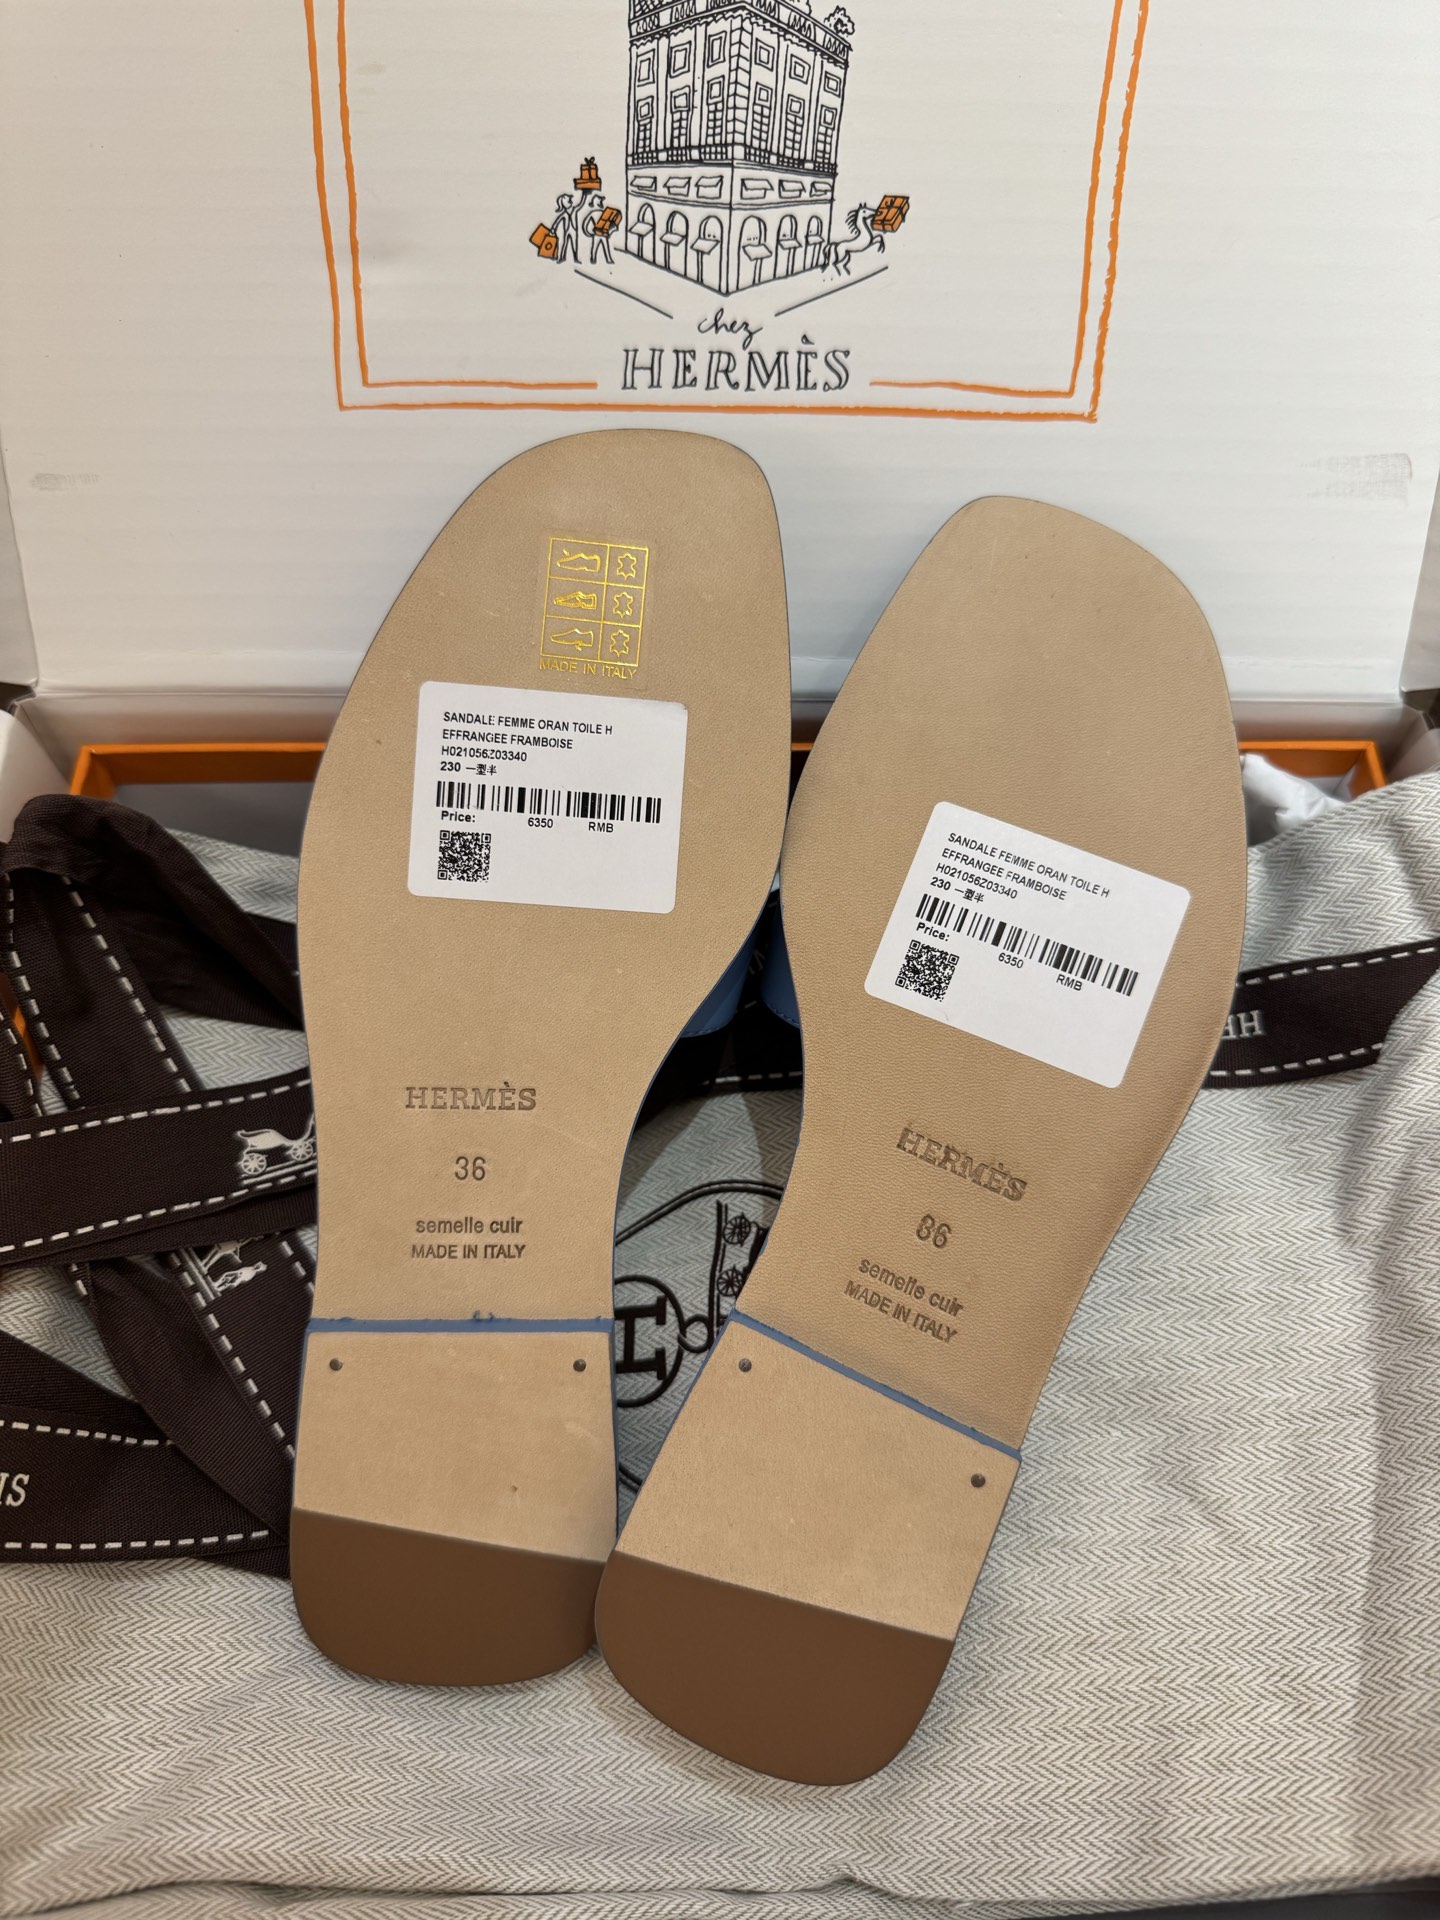 chez
HERMÈS
MADE IN ITALY
SANDALE FEMME ORAN TOILE H
EFFRANGEE FRAMBOISE
H021056Z03340
230 一型半
Price: 6350 RMB
HERMÈS
36
semelle cuir
MADE IN ITALY
SANDALE FEMME ORAN TOILE H
EFFRANGEE FRAMBOISE
H021056Z03340
230 一型半
Price: 6350 RMB
HERMÈS
36
semelle cuir
MADE IN ITALY
H